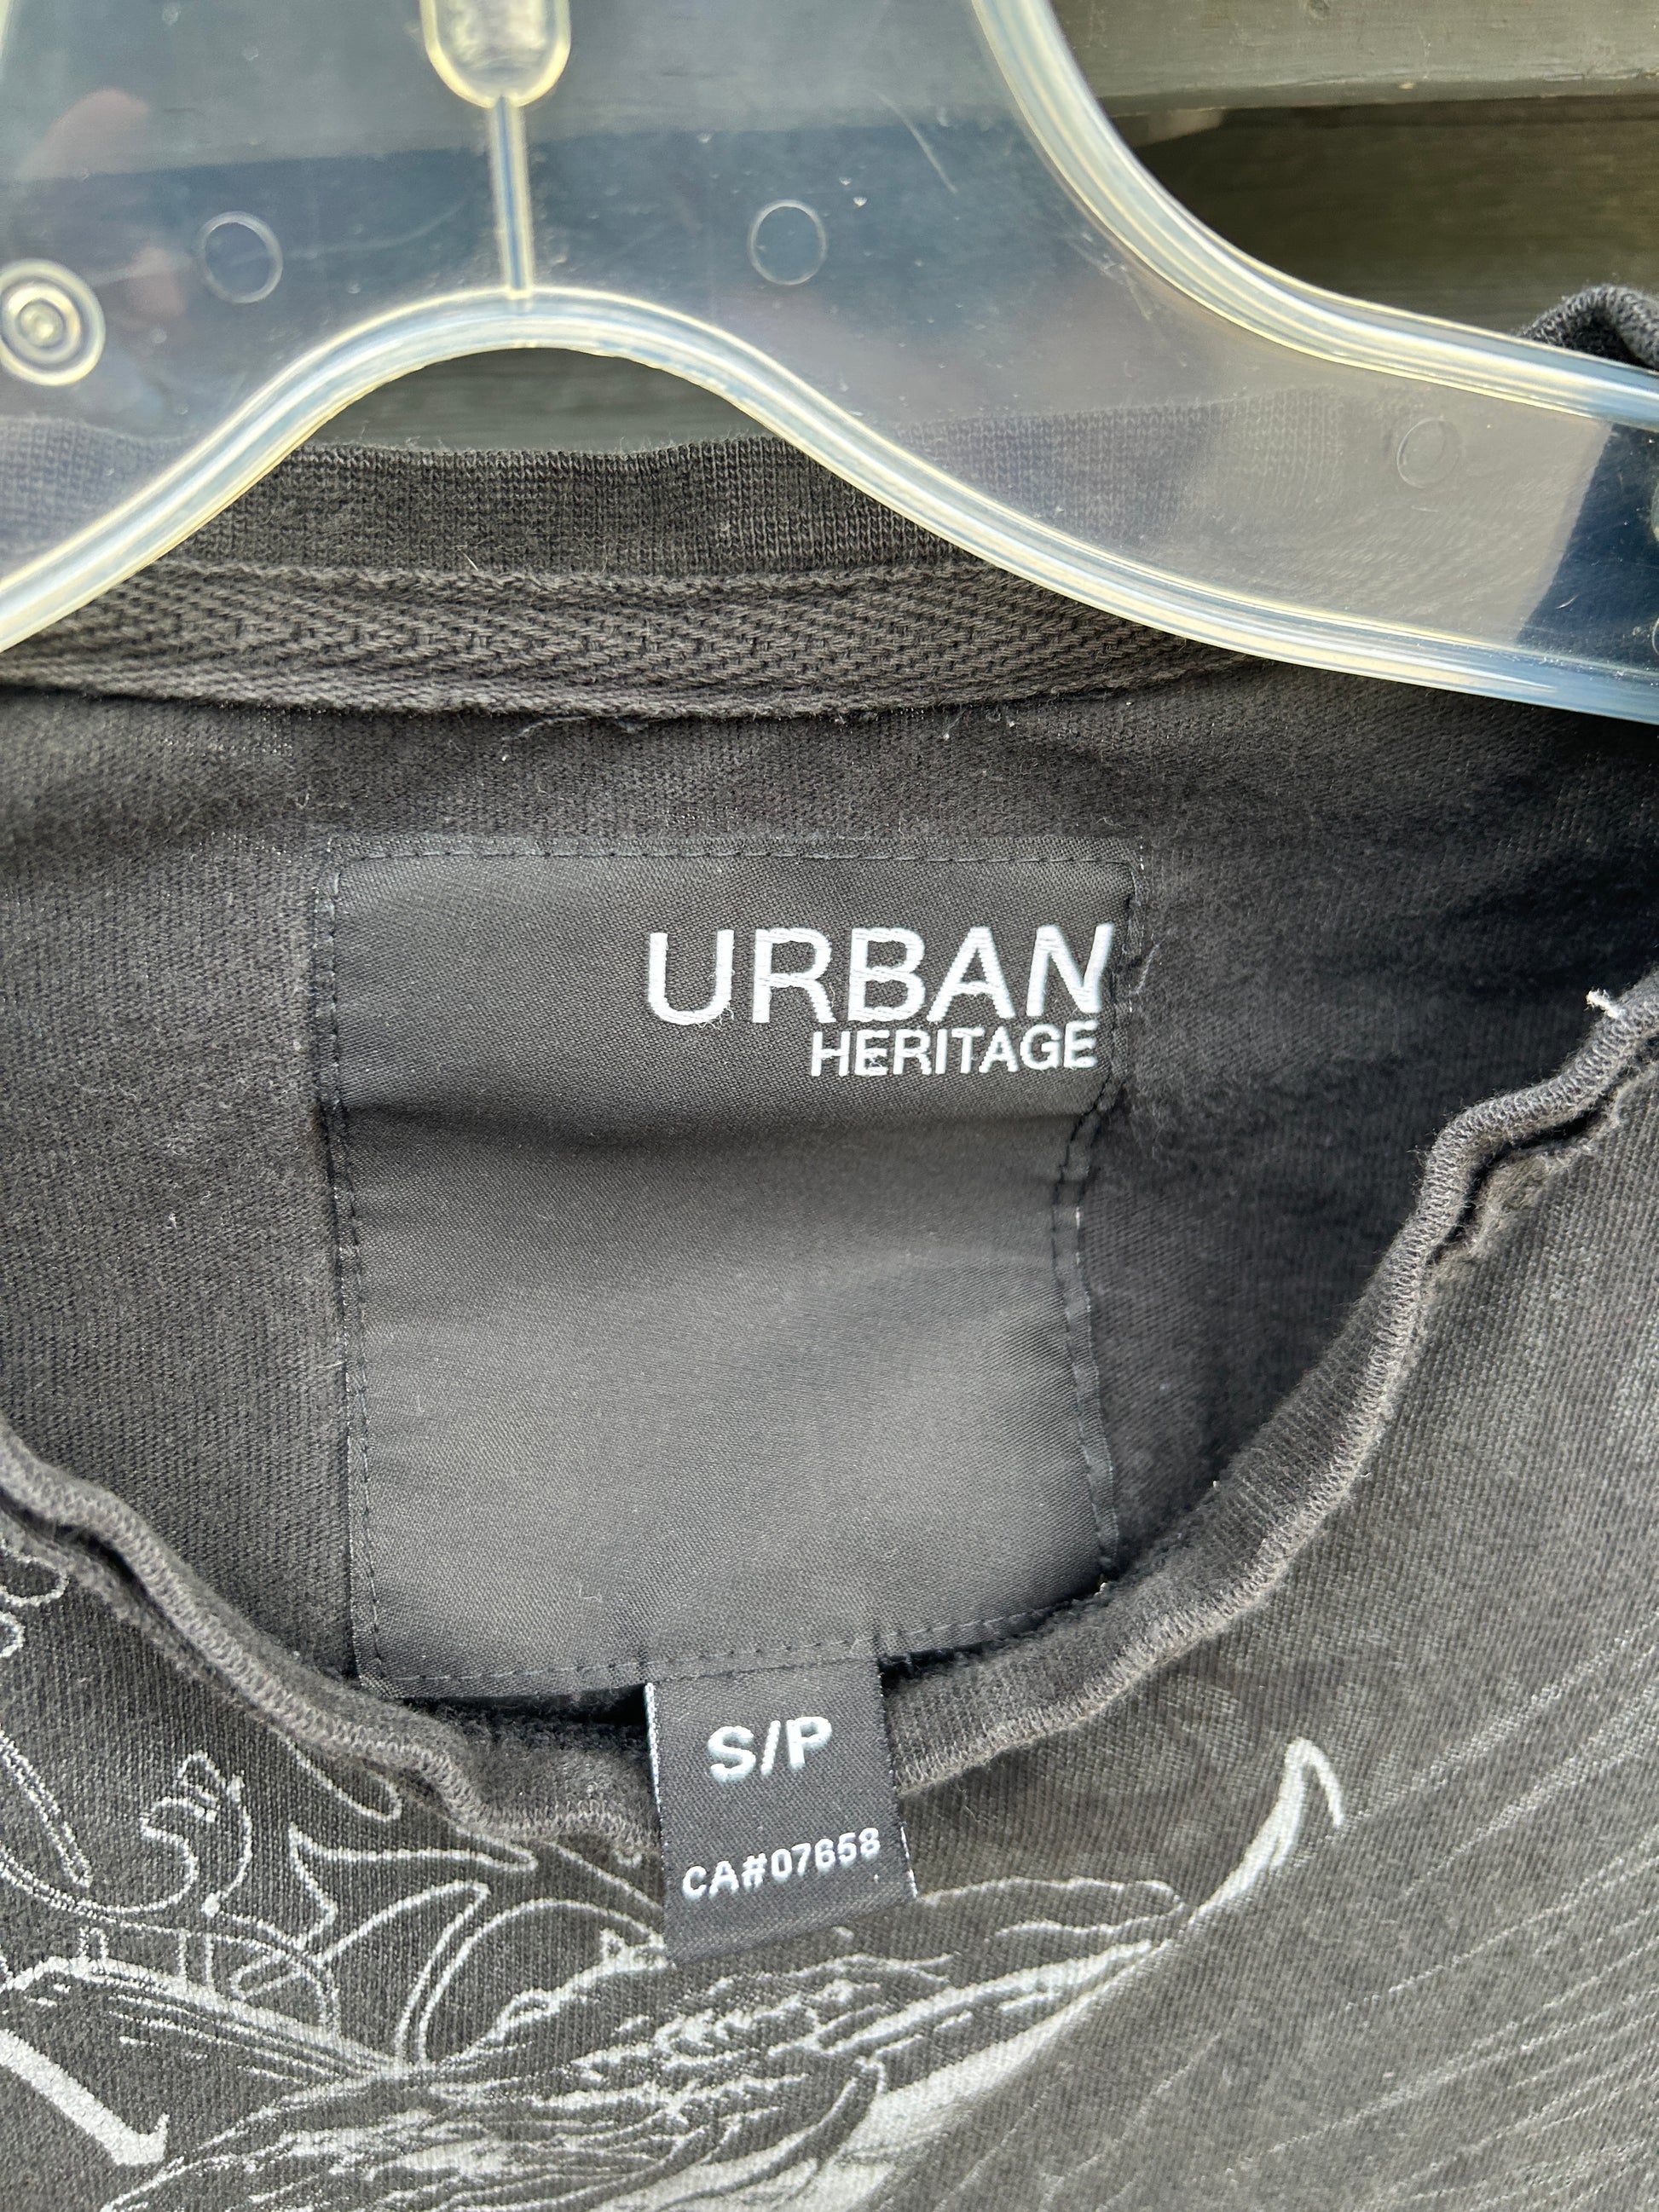 URBAN
HERITAGE
S/P
CA#07658